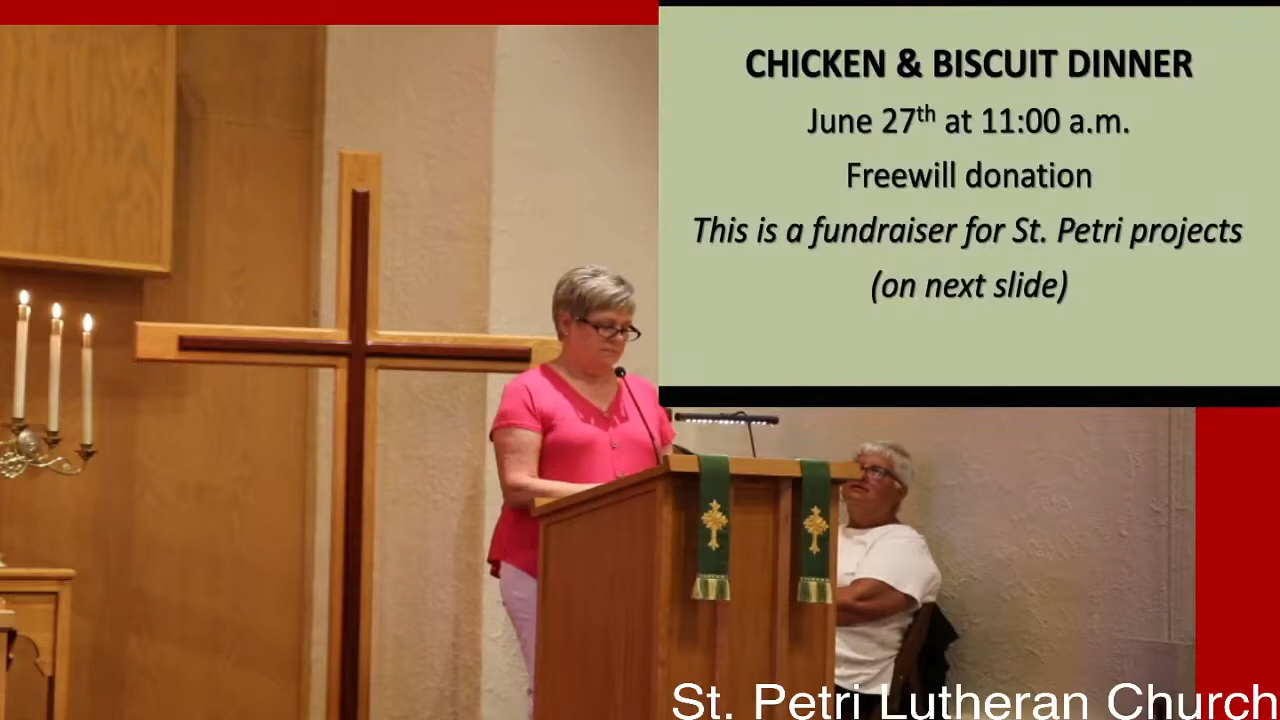 CHICKEN & BISCUIT DINNER
June 27th at 11:00 a.m.
Freewill donation
This is a fundraiser for St. Petri projects
(on next slide)
St. Petri Lutheran Church